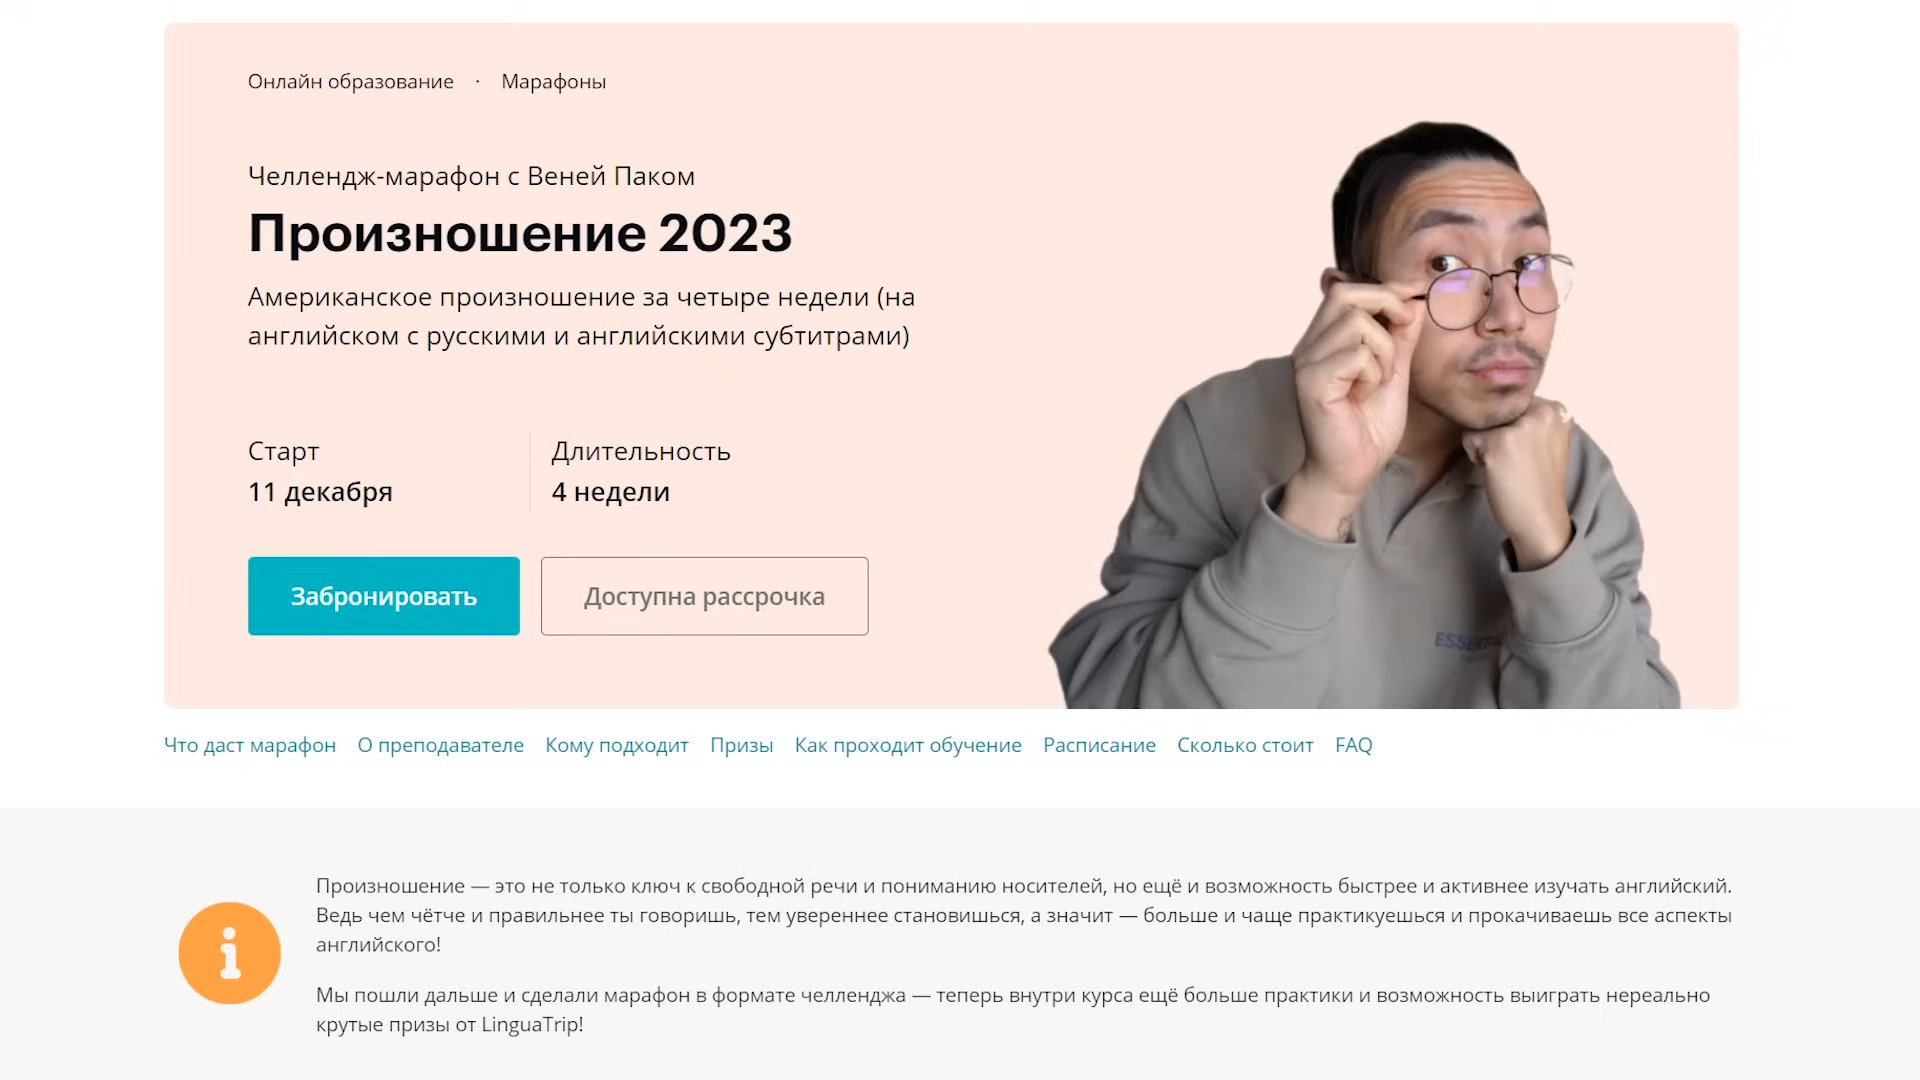 Онлайн образование · Марафоны
Челлендж-марафон с Веней Паком
Произношение 2023
Американское произношение за четыре недели (на
английском с русскими и английскими субтитрами)
Старт
11 декабря
Длительность
4 недели
Забронировать
Доступна рассрочка
Что даст марафон О преподавателе Кому подходит Призы Как проходит обучение Расписание Сколько стоит FAQ
Произношение — это не только ключ к свободной речи и пониманию носителей, но ещё и возможность быстрее и активнее изучать английский.
Ведь чем чётче и правильнее ты говоришь, тем увереннее становишься, а значит — больше и чаще практикуешься и прокачиваешь все аспекты
английского!
Мы пошли дальше и сделали марафон в формате челленджа — теперь внутри курса ещё больше практики и возможность выиграть нереально
крутые призы от LinguaTrip!